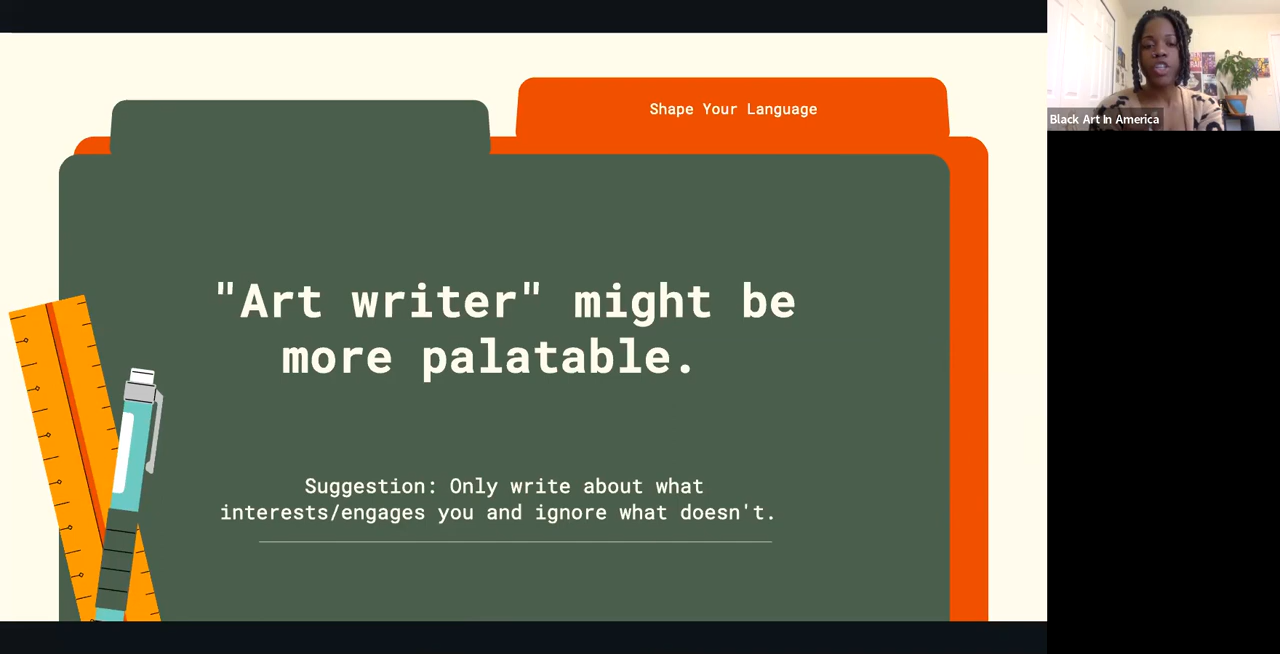 Shape Your Language
"Art writer" might be
more palatable.
Suggestion: Only write about what
interests/engages you and ignore what doesn't.
Black Art In America